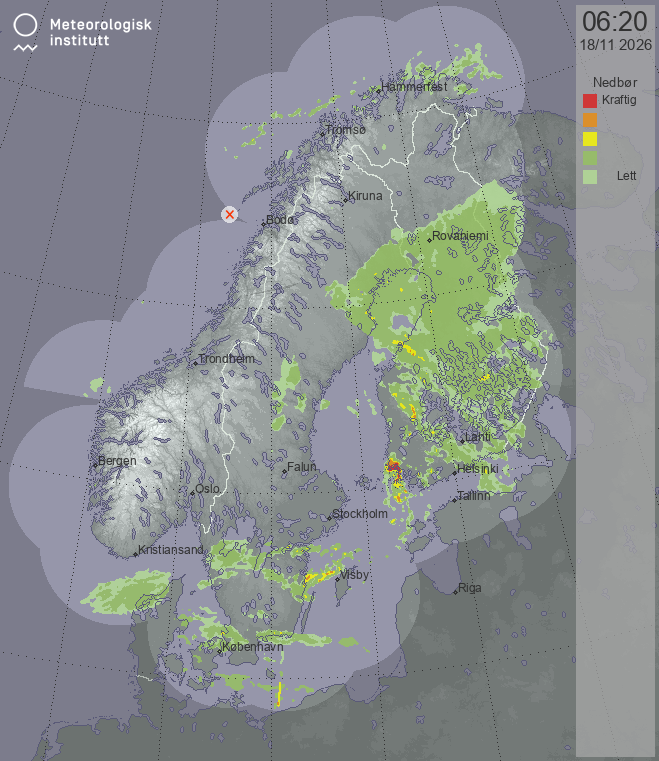 Meteorologisk
institutt
06:20
18/11 2026
Nedbør
Kraftig
Lett
Hammerfest
Tromsø
Kiruna
Bodø
Rovaniemi
Trondheim
Lahti
Bergen
Falun
Helsinki
Oslo
Tallinn
Stockholm
Kristiansand
Visby
Riga
København